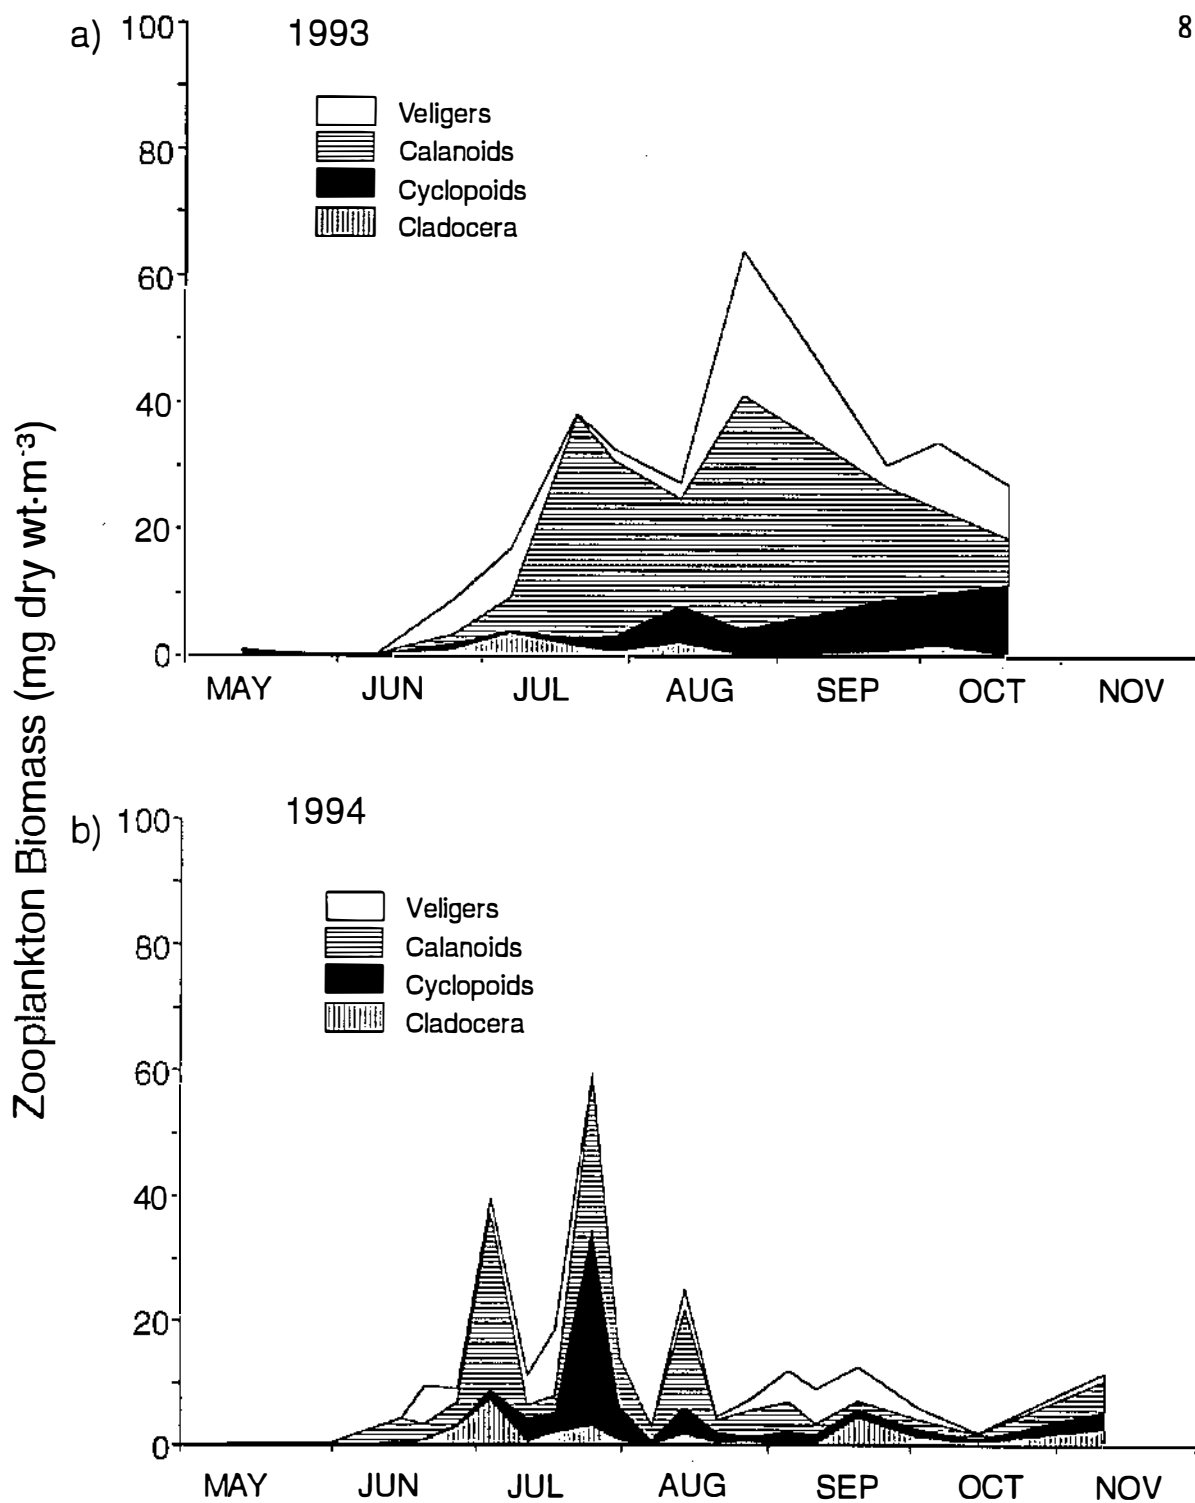 8
a) 1993
100
80
60
40
20
0
Veligers
Calanoids
Cyclopoids
Cladocera
MAY JUN JUL AUG SEP OCT NOV
Zooplankton Biomass (mg dry wt·m⁻³)
b) 1994
100
80
60
40
20
0
Veligers
Calanoids
Cyclopoids
Cladocera
MAY JUN JUL AUG SEP OCT NOV